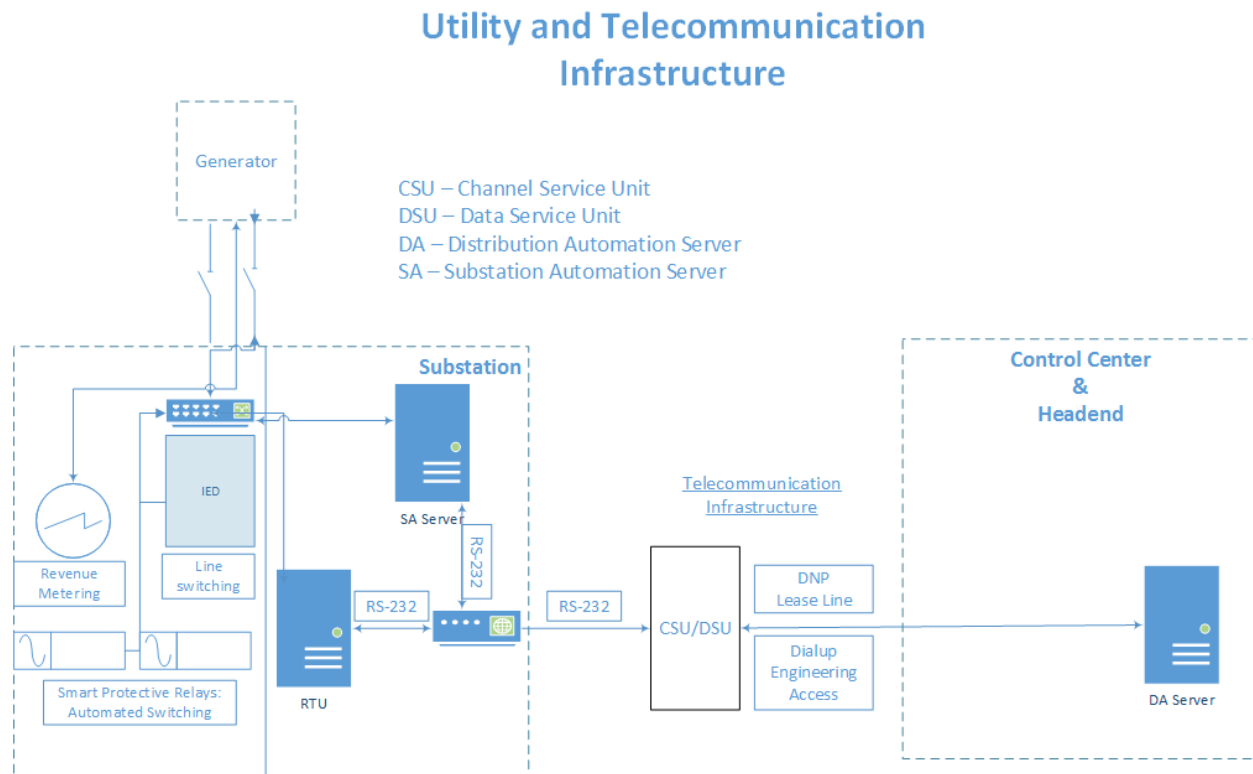 Utility and Telecommunication
Infrastructure
Generator
CSU – Channel Service Unit
DSU – Data Service Unit
DA – Distribution Automation Server
SA – Substation Automation Server
Substation
Control Center
&
Headend
IED
SA Server
Telecommunication
Infrastructure
RS-232
Revenue
Metering
Line
switching
RS-232
RS-232
CSU/DSU
DNP
Lease Line
Dialup
Engineering
Access
Smart Protective Relays:
Automated Switching
RTU
DA Server